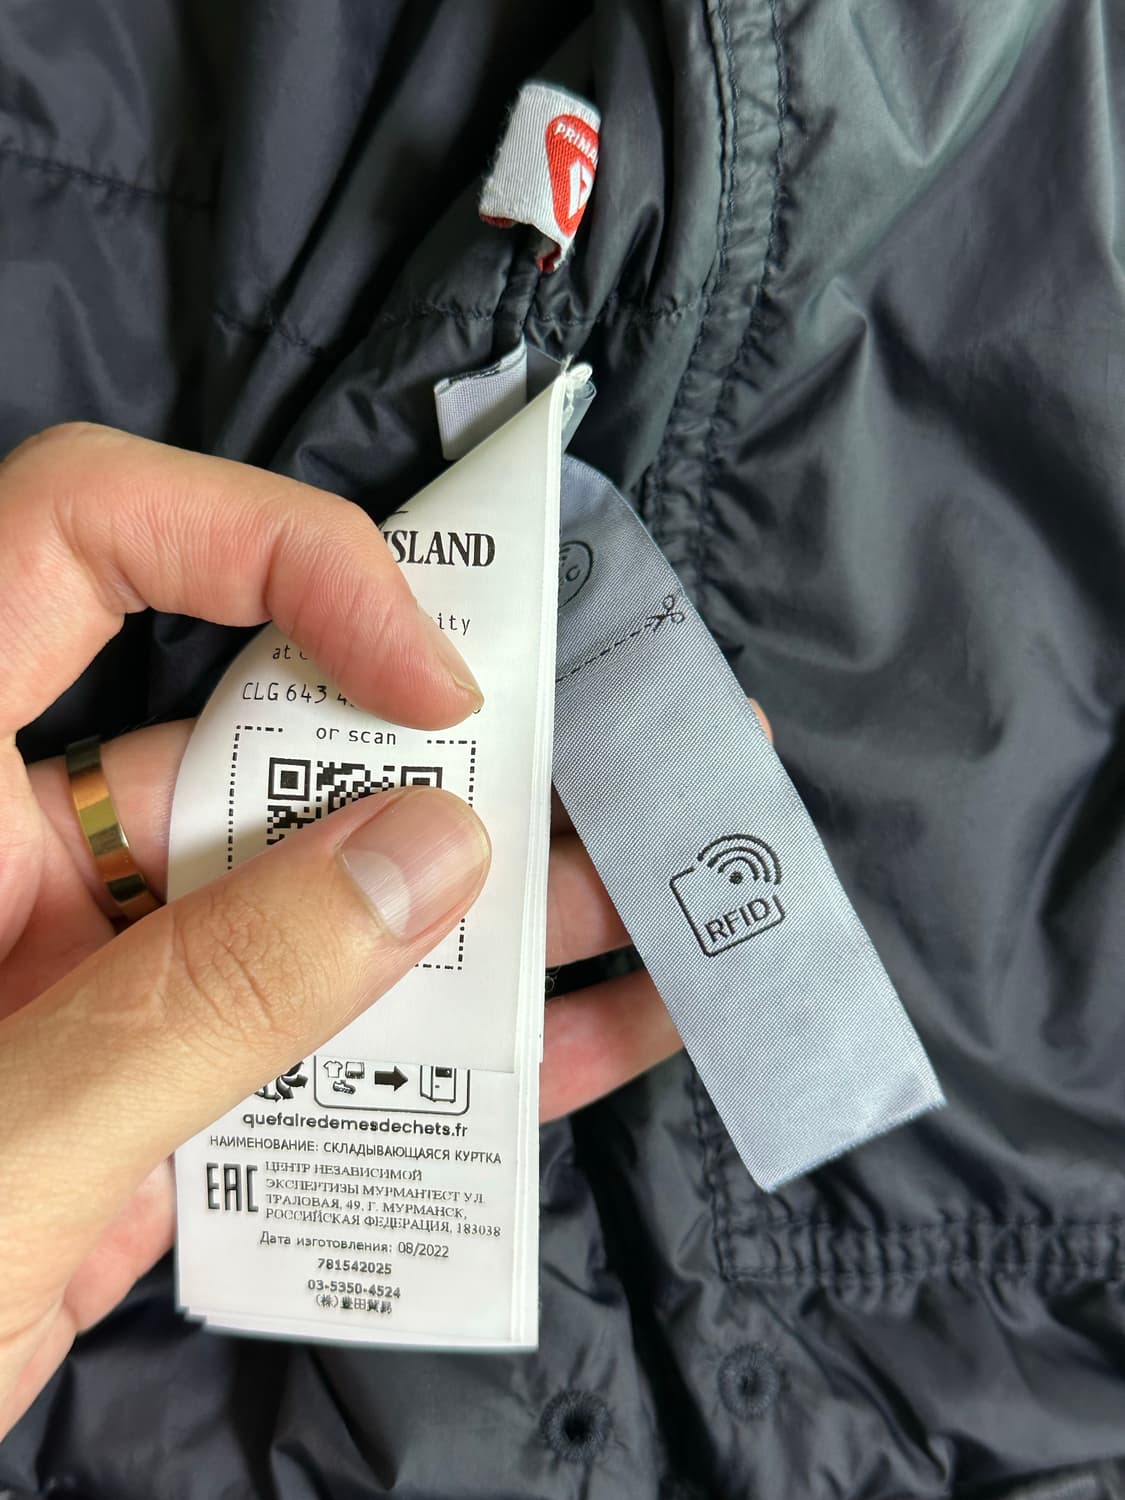 ISLAND
at
CLG 643
or scan
RFID
quefairedemesdechets.fr
НАИМЕНОВАНИЕ: СКЛАДЫВАЮЩАЯСЯ КУРТКА
EAC
ЦЕНТР НЕЗАВИСИМОЙ
ЭКСПЕРТИЗЫ МУРМАНТЕСТ УЛ.
ТРАЛОВАЯ, 49, Г. МУРМАНСК,
РОССИЙСКАЯ ФЕДЕРАЦИЯ, 183038
Дата изготовления: 08/2022
781542025
03-5350-4524
(株)豊田貿易